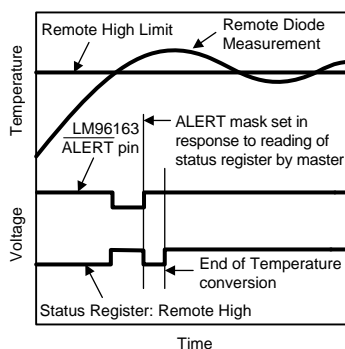 Remote High Limit
Remote Diode
Measurement
Temperature
LM96163
ALERT pin
ALERT mask set in
response to reading of
status register by master
Voltage
End of Temperature
conversion
Status Register: Remote High
Time